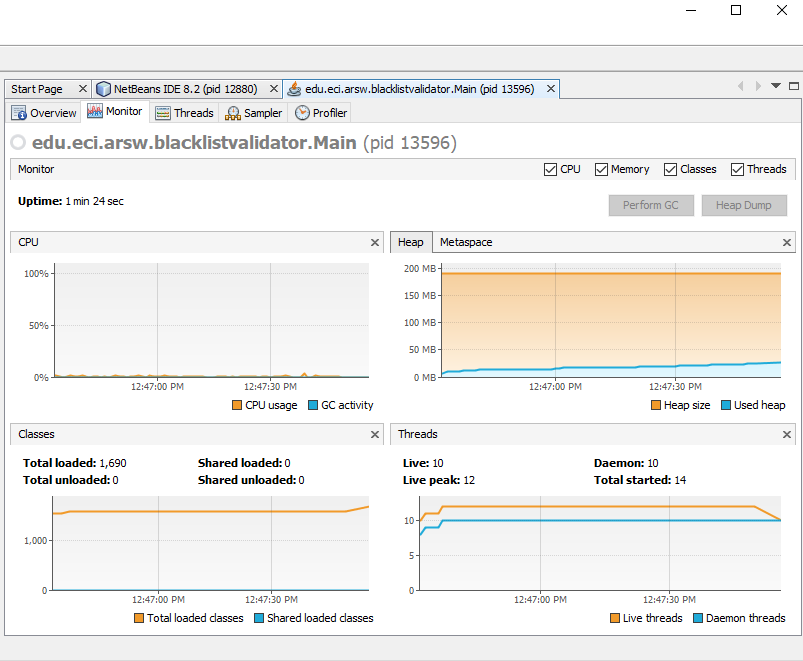 Start Page NetBeans IDE 8.2 (pid 12880) edu.eci.arsw.blacklistvalidator.Main (pid 13596)
Overview Monitor Threads Sampler Profiler
edu.eci.arsw.blacklistvalidator.Main (pid 13596)
Monitor CPU Memory Classes Threads
Uptime: 1 min 24 sec
Perform GC Heap Dump
CPU
100%
50%
0%
12:47:00 PM 12:47:30 PM
CPU usage GC activity
Heap Metaspace
200 MB
150 MB
100 MB
50 MB
0 MB
12:47:00 PM 12:47:30 PM
Heap size Used heap
Classes
Total loaded: 1,690 Shared loaded: 0
Total unloaded: 0 Shared unloaded: 0
1,000
0
12:47:00 PM 12:47:30 PM
Total loaded classes Shared loaded classes
Threads
Live: 10 Daemon: 10
Live peak: 12 Total started: 14
10
5
0
12:47:00 PM 12:47:30 PM
Live threads Daemon threads